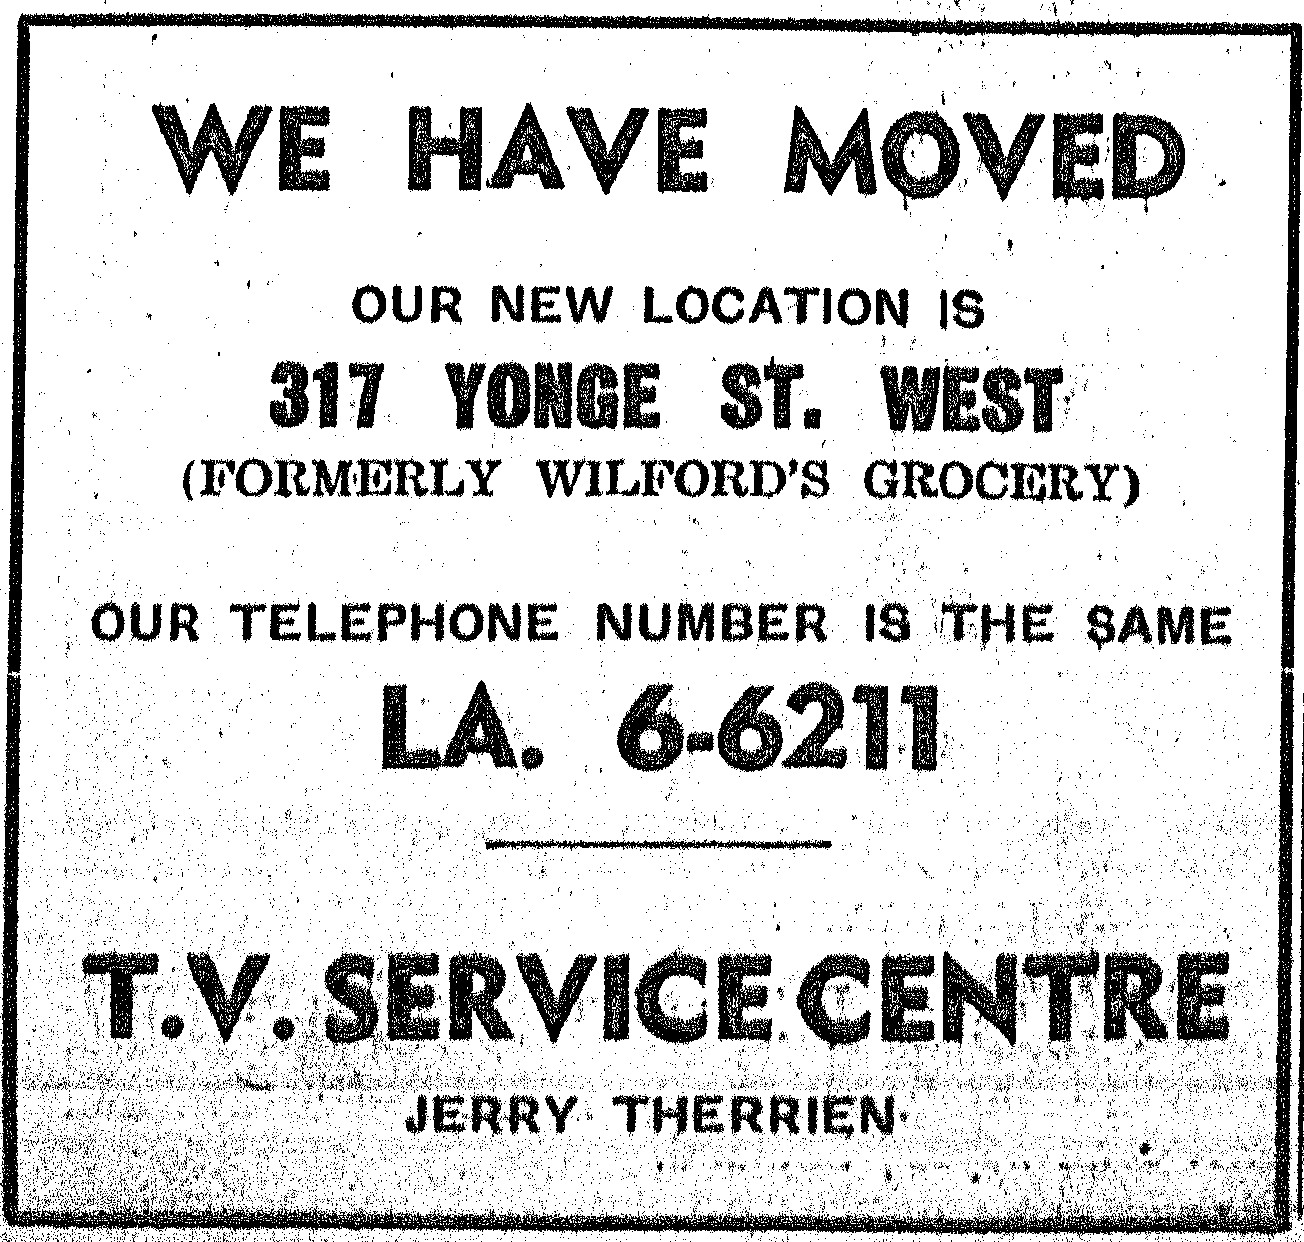 WE HAVE MOVED
OUR NEW LOCATION IS
317 YONGE ST. WEST
(FORMERLY WILFORD'S GROCERY)
OUR TELEPHONE NUMBER IS THE SAME
LA. 6-6211
T.V. SERVICE CENTRE
JERRY THERRIEN